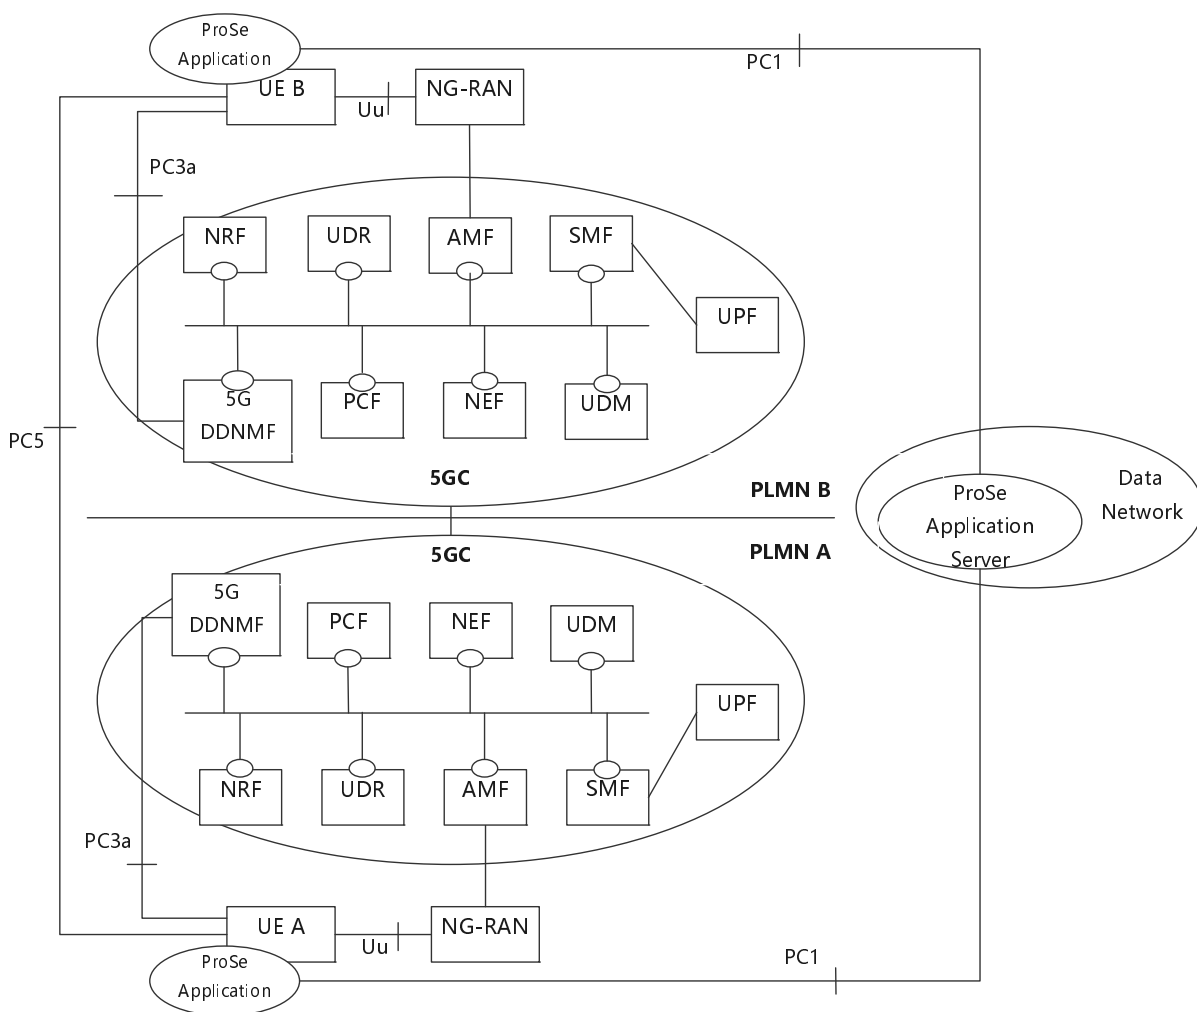 ProSe
Application
PC1
UE B
NG-RAN
Uu
PC3a
NRF
UDR
AMF
SMF
UPF
5G
DDNMF
PCF
NEF
UDM
PC5
5GC
PLMN B
ProSe
Application
Server
Data
Network
5GC
PLMN A
5G
DDNMF
PCF
NEF
UDM
UPF
NRF
UDR
AMF
SMF
PC3a
UE A
NG-RAN
Uu
ProSe
Application
PC1